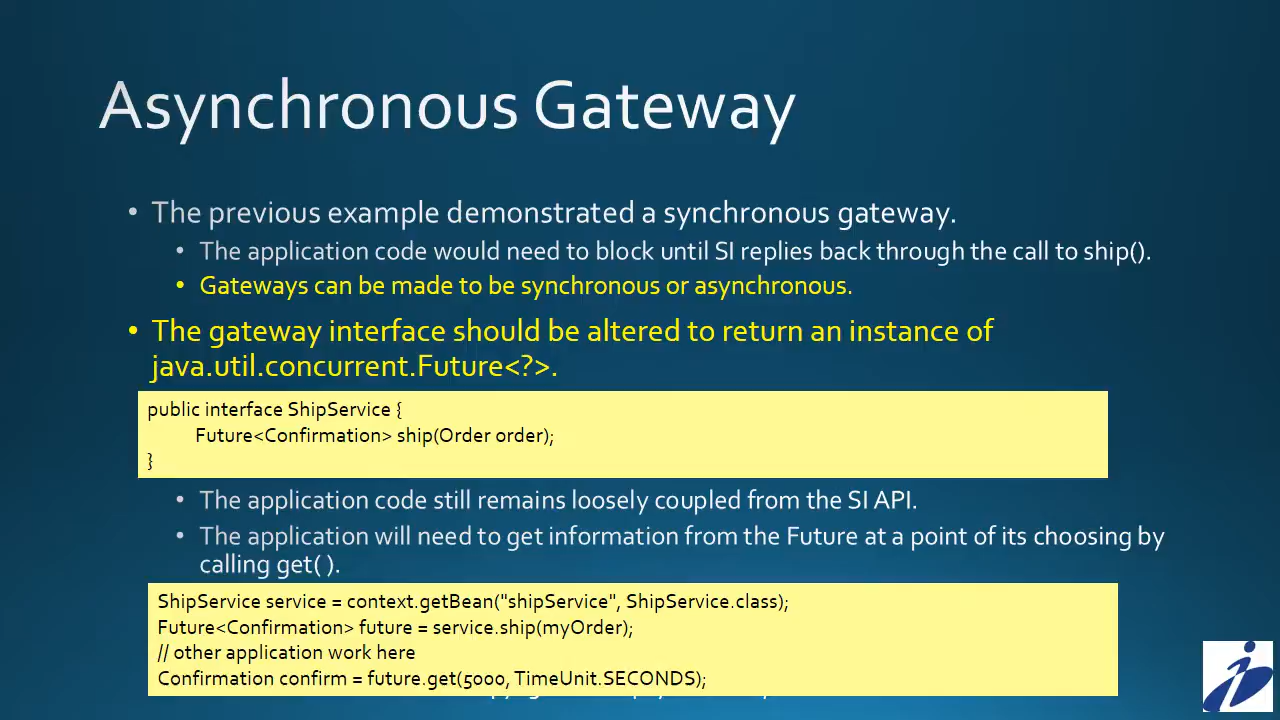 Asynchronous Gateway
• The previous example demonstrated a synchronous gateway.
• The application code would need to block until SI replies back through the call to ship().
• Gateways can be made to be synchronous or asynchronous.
• The gateway interface should be altered to return an instance of
java.util.concurrent.Future<?>.
public interface ShipService {
Future<Confirmation> ship(Order order);
}
• The application code still remains loosely coupled from the SI API.
• The application will need to get information from the Future at a point of its choosing by
calling get( ).
ShipService service = context.getBean("shipService", ShipService.class);
Future<Confirmation> future = service.ship(myOrder);
// other application work here
Confirmation confirm = future.get(5000, TimeUnit.SECONDS);